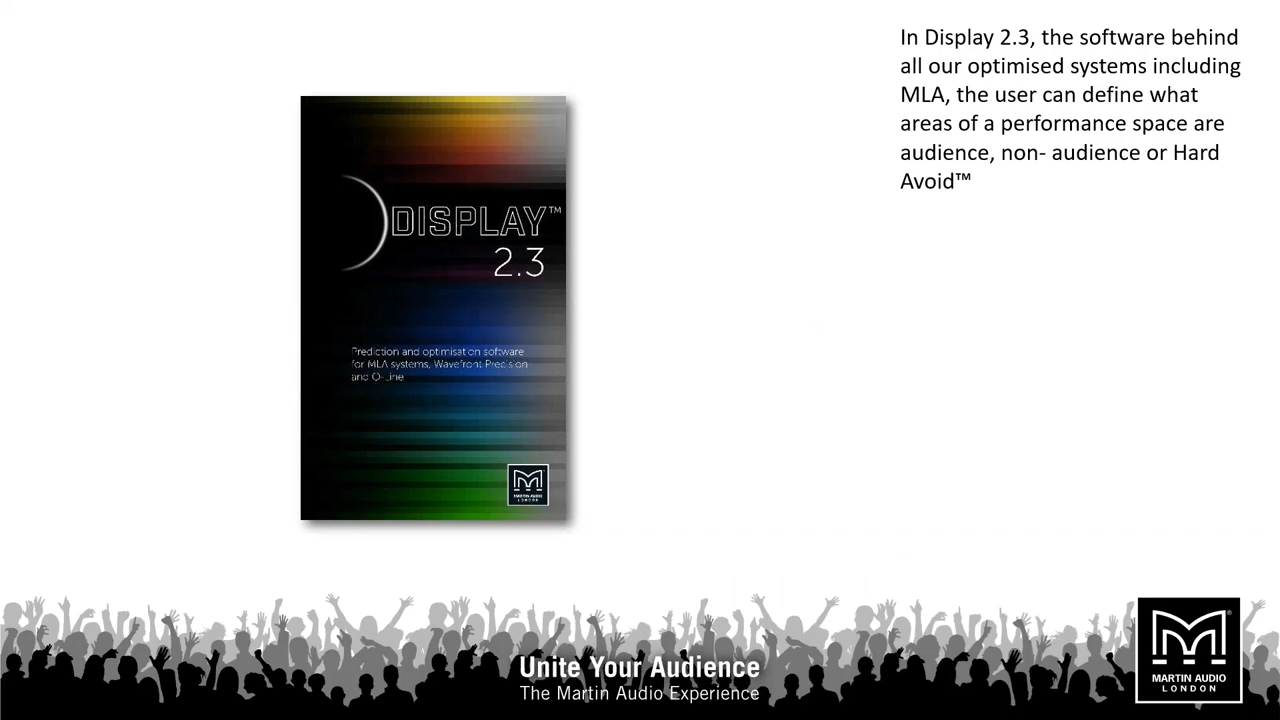 In Display 2.3, the software behind
all our optimised systems including
MLA, the user can define what
areas of a performance space are
audience, non- audience or Hard
Avoid™
DISPLAY™
2.3
Prediction and optimisation software
for MLA systems, Wavefront Precision
and O-Line
MARTIN AUDIO
LONDON
Unite Your Audience
The Martin Audio Experience
MARTIN AUDIO
LONDON